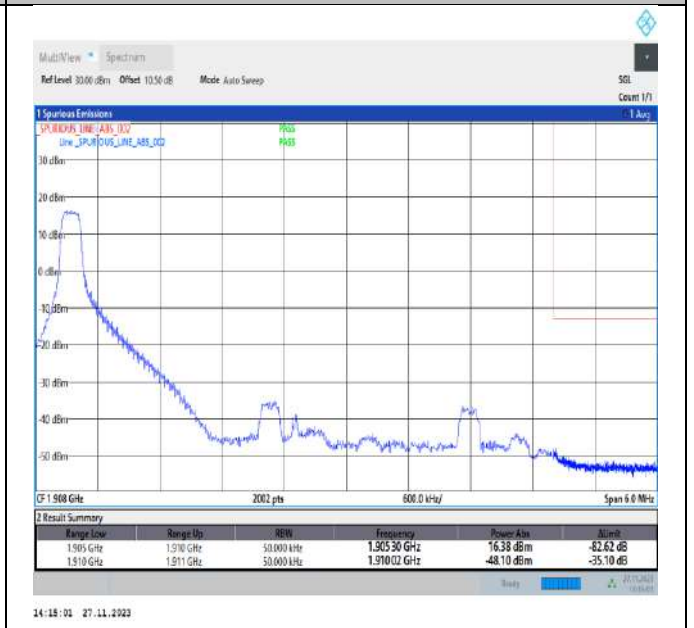 MultiView Spectrum
Ref Level 30.00 dBm Offset 10.50 dB Mode Auto Sweep SGL
Count 1/1
1 Spurious Emissions 1 Avg
_SPURIOUS_LINE_ABS_002 PASS
Line _SPURIOUS_LINE_ABS_002 PASS
30 dBm
20 dBm
10 dBm
0 dBm
-10 dBm
-20 dBm
-30 dBm
-40 dBm
-50 dBm
CF 1.908 GHz 2002 pts 600.0 kHz/ Span 6.0 MHz
2 Result Summary
Range Low Range Up RBW Frequency Power Abs ΔLimit
1.905 GHz 1.910 GHz 50.000 kHz 1.90530 GHz 16.38 dBm -82.62 dB
1.910 GHz 1.911 GHz 50.000 kHz 1.91002 GHz -48.10 dBm -35.10 dB
Ready 27.11.2023
14:15:01 27.11.2023